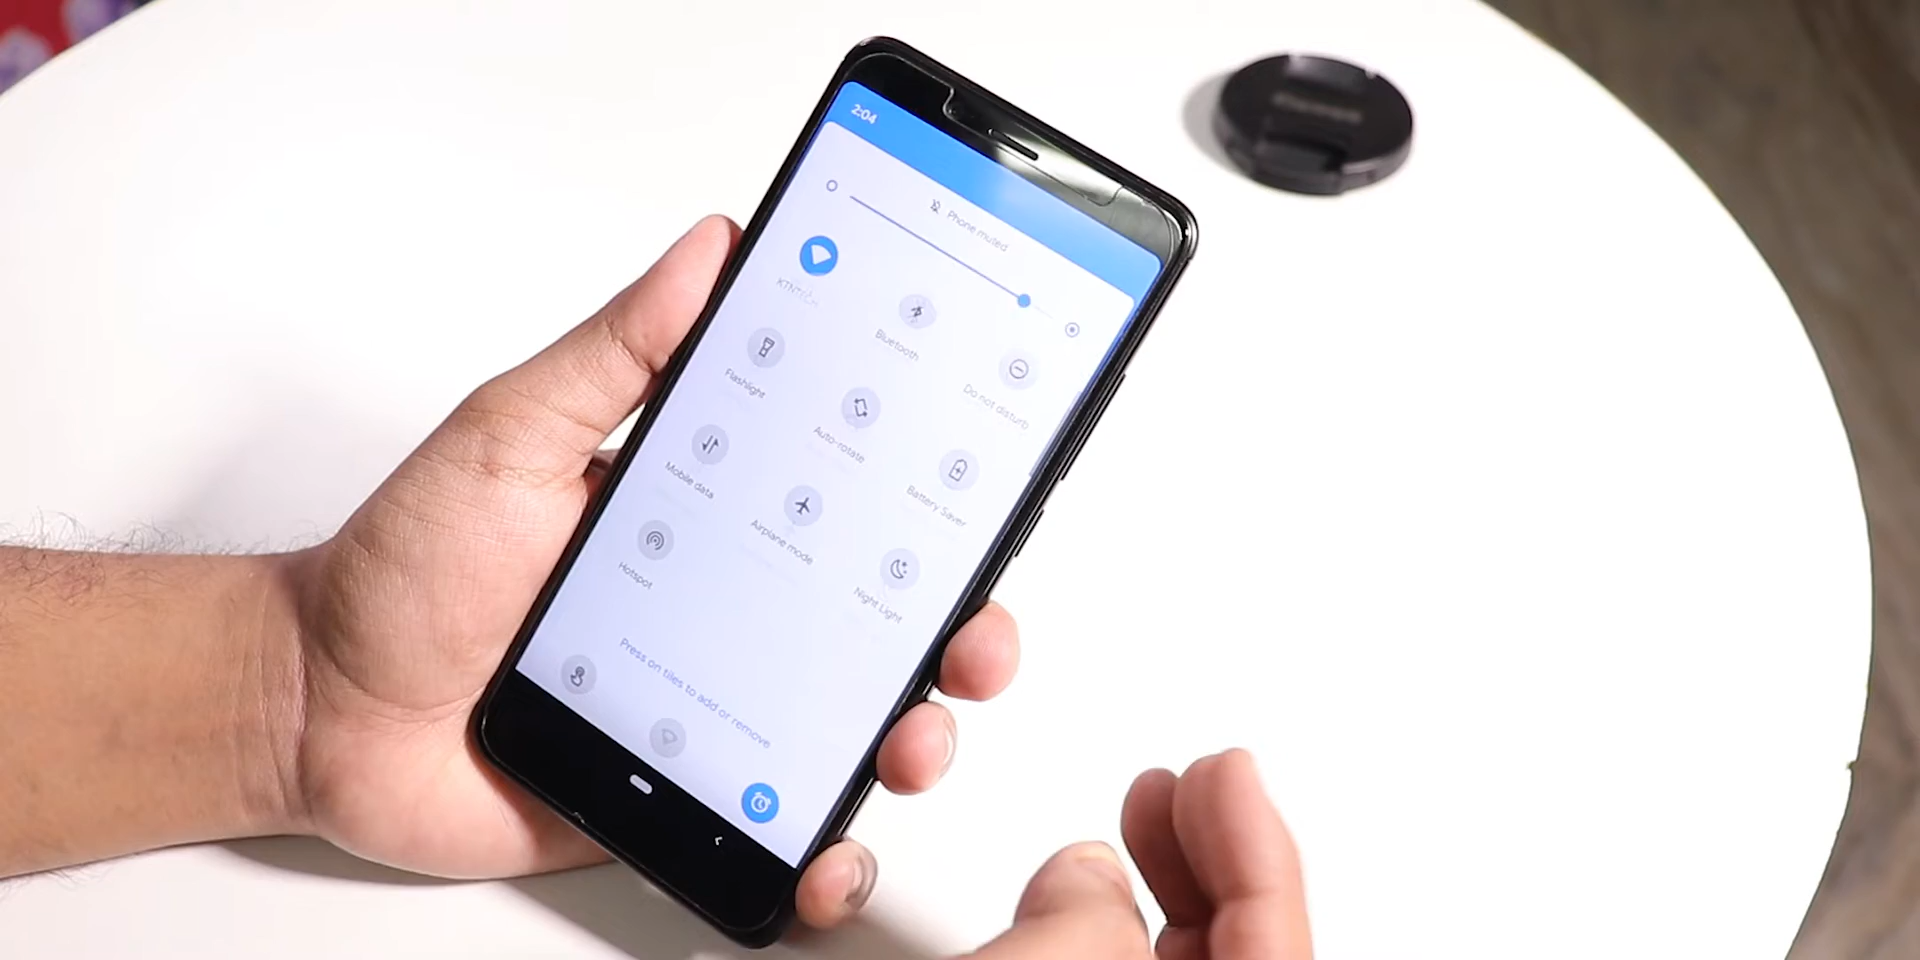 2:04
Phone muted
KTNTECH
Bluetooth
Do not disturb
Flashlight
Auto-rotate
Battery Saver
Mobile data
Airplane mode
Night Light
Hotspot
Press on tiles to add or remove